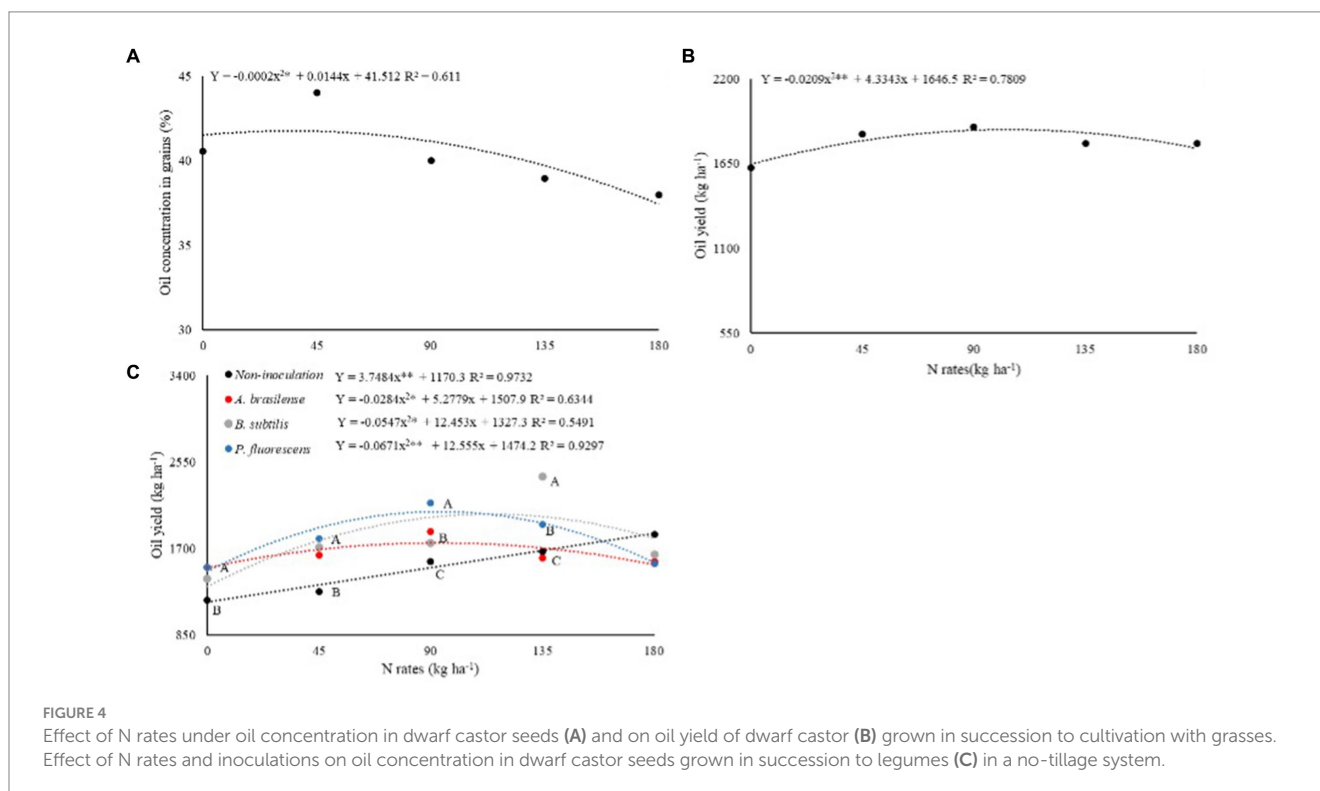 A
Y = -0.0002x²* + 0.0144x + 41.512 R² = 0.611
Oil concentration in grains (%)
45
40
35
30
0 45 90 135 180
B
Y = -0.0209x²** + 4.3343x + 1646.5 R² = 0.7809
Oil yield (kg ha⁻¹)
2200
1650
1100
550
0 45 90 135 180
N rates(kg ha⁻¹)
C
Non-inoculation Y = 3.7484x** + 1170.3 R² = 0.9732
A. brasilense Y = -0.0284x²* + 5.2779x + 1507.9 R² = 0.6344
B. subtilis Y = -0.0547x²* + 12.453x + 1327.3 R² = 0.5491
P. fluorescens Y = -0.0671x²** + 12.555x + 1474.2 R² = 0.9297
Oil yield (kg ha⁻¹)
3400
2550
1700
850
A
B
A
B
A
B
C
A
B
C
0 45 90 135 180
N rates (kg ha⁻¹)
FIGURE 4
Effect of N rates under oil concentration in dwarf castor seeds (A) and on oil yield of dwarf castor (B) grown in succession to cultivation with grasses.
Effect of N rates and inoculations on oil concentration in dwarf castor seeds grown in succession to legumes (C) in a no-tillage system.